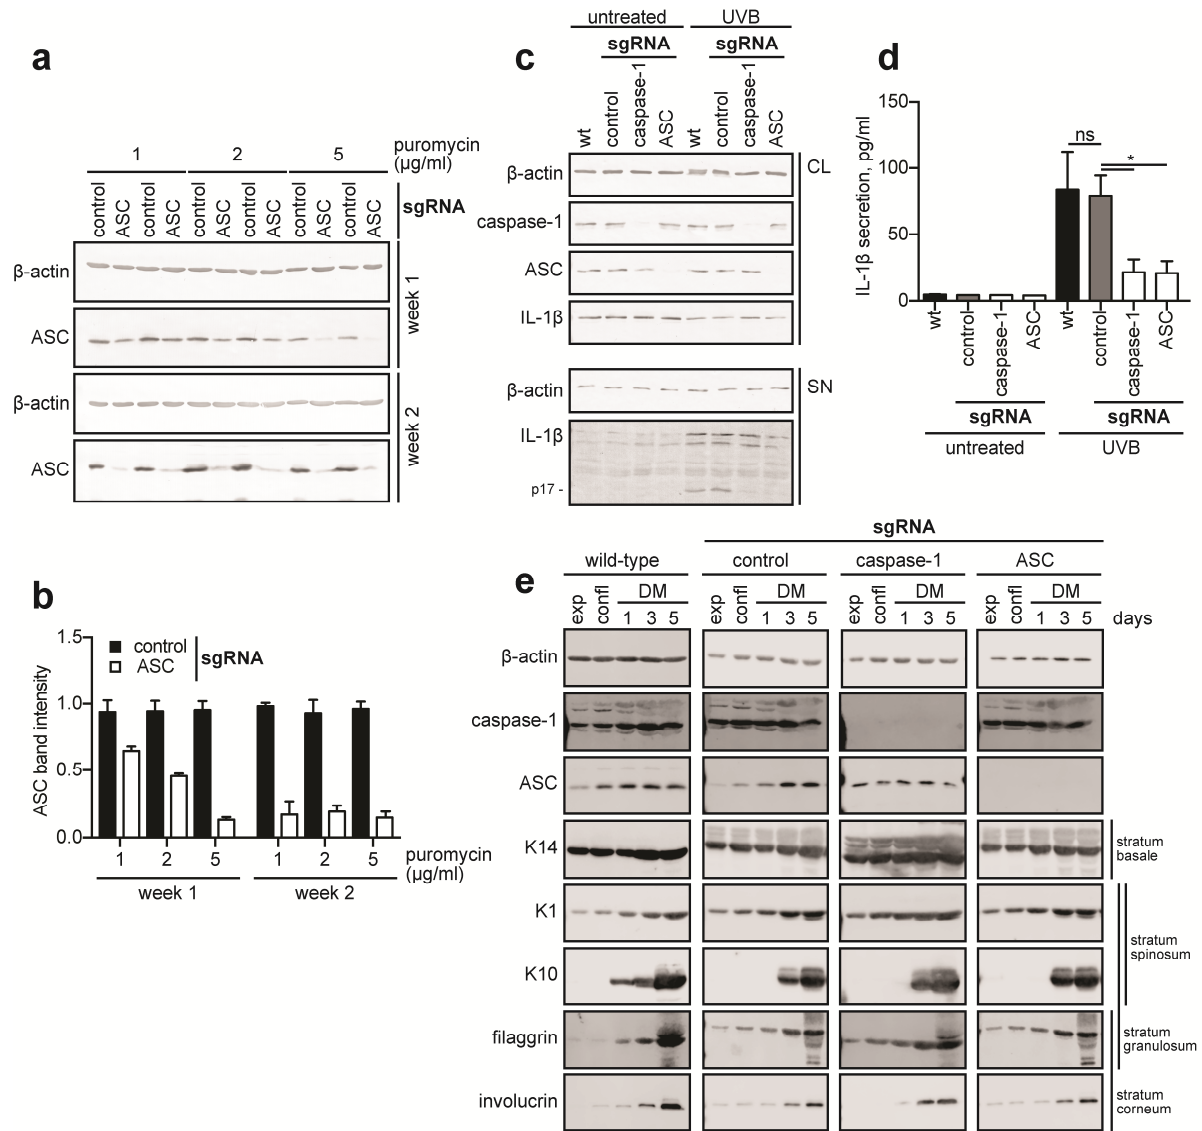 a
1 2 5 puromycin
(µg/ml)
control ASC control ASC control ASC control ASC control ASC control ASC sgRNA
β-actin
ASC
week 1
β-actin
ASC
week 2
b
control
ASC
sgRNA
ASC band intensity
1.5
1.0
0.5
0.0
1 2 5 1 2 5 puromycin
(µg/ml)
week 1 week 2
c
untreated UVB
sgRNA sgRNA
wt control caspase-1 ASC wt control caspase-1 ASC
β-actin
CL
caspase-1
ASC
IL-1β
β-actin
SN
IL-1β
p17 -
d
IL-1β secretion, pg/ml
150
100
50
0
ns
*
wt control caspase-1 ASC wt control caspase-1 ASC
sgRNA sgRNA
untreated UVB
e
sgRNA
wild-type control caspase-1 ASC
exp confl DM exp confl DM exp confl DM exp confl DM
1 3 5 1 3 5 1 3 5 1 3 5 days
β-actin
caspase-1
ASC
K14
stratum
basale
K1
stratum
spinosum
K10
filaggrin
stratum
granulosum
involucrin
stratum
corneum